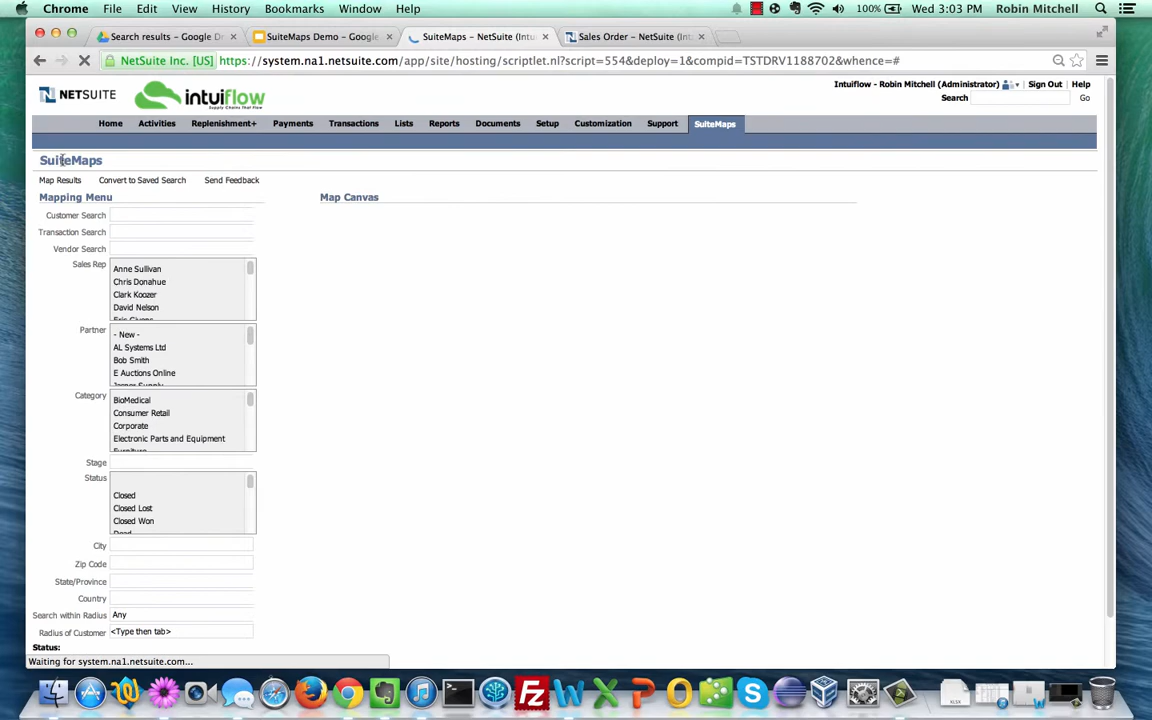 Chrome File Edit View History Bookmarks Window Help 100% Wed 3:03 PM Robin Mitchell
Search results – Google D SuiteMaps Demo – Google SuiteMaps – NetSuite (Intu Sales Order – NetSuite (Int
NetSuite Inc. [US] https://system.na1.netsuite.com/app/site/hosting/scriptlet.nl?script=554&deploy=1&compid=TSTDRV1188702&whence=#
NETSUITE intuiflow
Supply Chains That Flow
Intuiflow - Robin Mitchell (Administrator) Sign Out Help
Search Go
Home Activities Replenishment+ Payments Transactions Lists Reports Documents Setup Customization Support SuiteMaps
SuiteMaps
Map Results Convert to Saved Search Send Feedback
Mapping Menu Map Canvas
Customer Search
Transaction Search
Vendor Search
Sales Rep
Anne Sullivan
Chris Donahue
Clark Koozer
David Nelson
Partner
- New -
AL Systems Ltd
Bob Smith
E Auctions Online
Category
BioMedical
Consumer Retail
Corporate
Electronic Parts and Equipment
Furniture
Stage
Status
Closed
Closed Lost
Closed Won
Dead
City
Zip Code
State/Province
Country
Search within Radius Any
Radius of Customer <Type then tab>
Status:
Waiting for system.na1.netsuite.com...